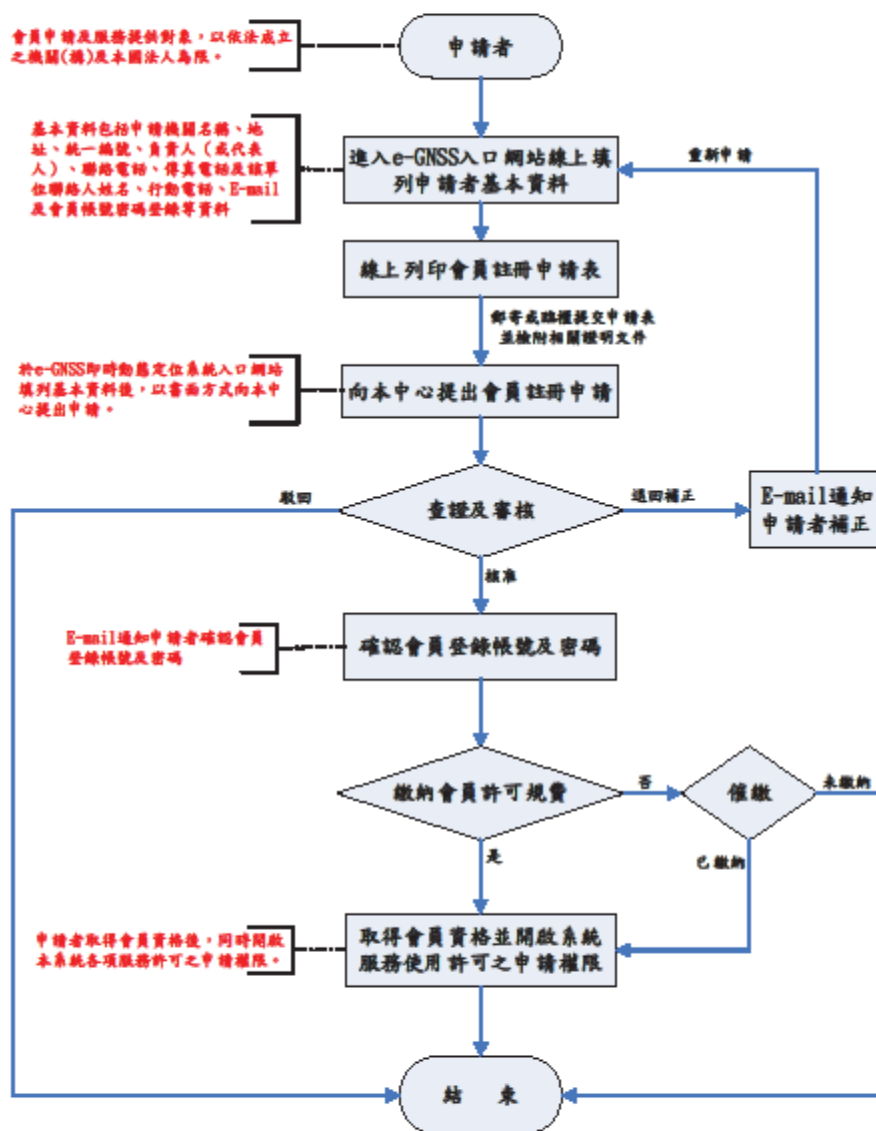 會員申請及服務提供對象，以依法成立
之機關(構)及本國法人為限。
申請者
基本資料包括申請機關名稱、地
址、統一編號、負責人（或代表
人）、聯絡電話、傳真電話及該單
位聯絡人姓名、行動電話、E-mail
及會員帳號密碼登錄等資料
進入e-GNSS入口網站線上填
列申請者基本資料
重新申請
線上列印會員註冊申請表
郵寄或臨櫃提交申請表
並檢附相關證明文件
於e-GNSS即時動態定位系統入口網站
填列基本資料後，以書面方式向本中
心提出申請。
向本中心提出會員註冊申請
駁回
查證及審核
退回補正
E-mail通知
申請者補正
核准
E-mail通知申請者確認會員
登錄帳號及密碼
確認會員登錄帳號及密碼
繳納會員許可規費
否
催繳
未繳納
是
已繳納
申請者取得會員資格後，同時開啟
本系統各項服務許可之申請權限。
取得會員資格並開啟系統
服務使用許可之申請權限
結 束